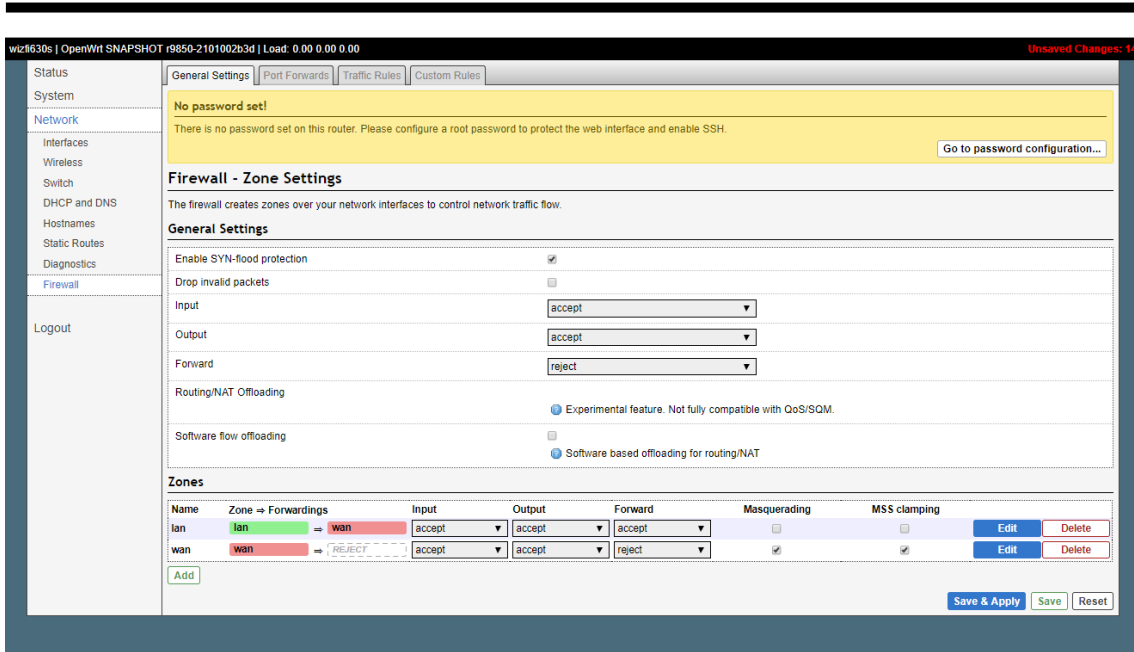 wizfi630s | OpenWrt SNAPSHOT r9850-2101002b3d | Load: 0.00 0.00 0.00 Unsaved Changes: 14
Status
System
Network
Interfaces
Wireless
Switch
DHCP and DNS
Hostnames
Static Routes
Diagnostics
Firewall
Logout
General Settings Port Forwards Traffic Rules Custom Rules
No password set!
There is no password set on this router. Please configure a root password to protect the web interface and enable SSH.
Go to password configuration...
Firewall - Zone Settings
The firewall creates zones over your network interfaces to control network traffic flow.
General Settings
Enable SYN-flood protection
Drop invalid packets
Input accept
Output accept
Forward reject
Routing/NAT Offloading
Experimental feature. Not fully compatible with QoS/SQM.
Software flow offloading
Software based offloading for routing/NAT
Zones
Name Zone ⇒ Forwardings Input Output Forward Masquerading MSS clamping
lan lan ⇒ wan accept accept accept Edit Delete
wan wan ⇒ REJECT accept accept reject Edit Delete
Add
Save & Apply Save Reset